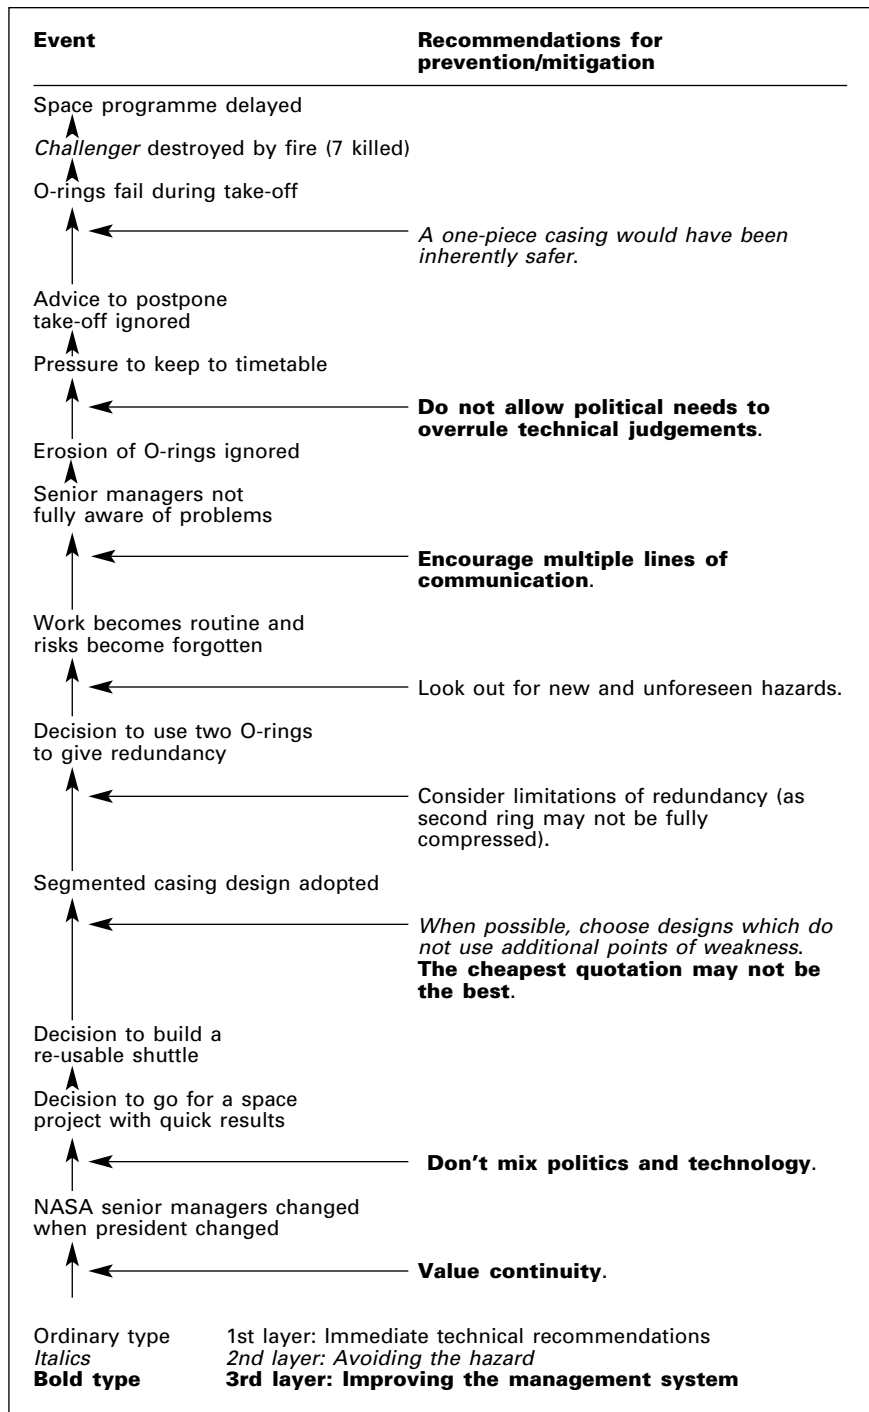 Event
Recommendations for
prevention/mitigation
Space programme delayed
Challenger destroyed by fire (7 killed)
O-rings fail during take-off
A one-piece casing would have been
inherently safer.
Advice to postpone
take-off ignored
Pressure to keep to timetable
Do not allow political needs to
overrule technical judgements.
Erosion of O-rings ignored
Senior managers not
fully aware of problems
Encourage multiple lines of
communication.
Work becomes routine and
risks become forgotten
Look out for new and unforeseen hazards.
Decision to use two O-rings
to give redundancy
Consider limitations of redundancy (as
second ring may not be fully
compressed).
Segmented casing design adopted
When possible, choose designs which do
not use additional points of weakness.
The cheapest quotation may not be
the best.
Decision to build a
re-usable shuttle
Decision to go for a space
project with quick results
Don't mix politics and technology.
NASA senior managers changed
when president changed
Value continuity.
Ordinary type 1st layer: Immediate technical recommendations
Italics 2nd layer: Avoiding the hazard
Bold type 3rd layer: Improving the management system